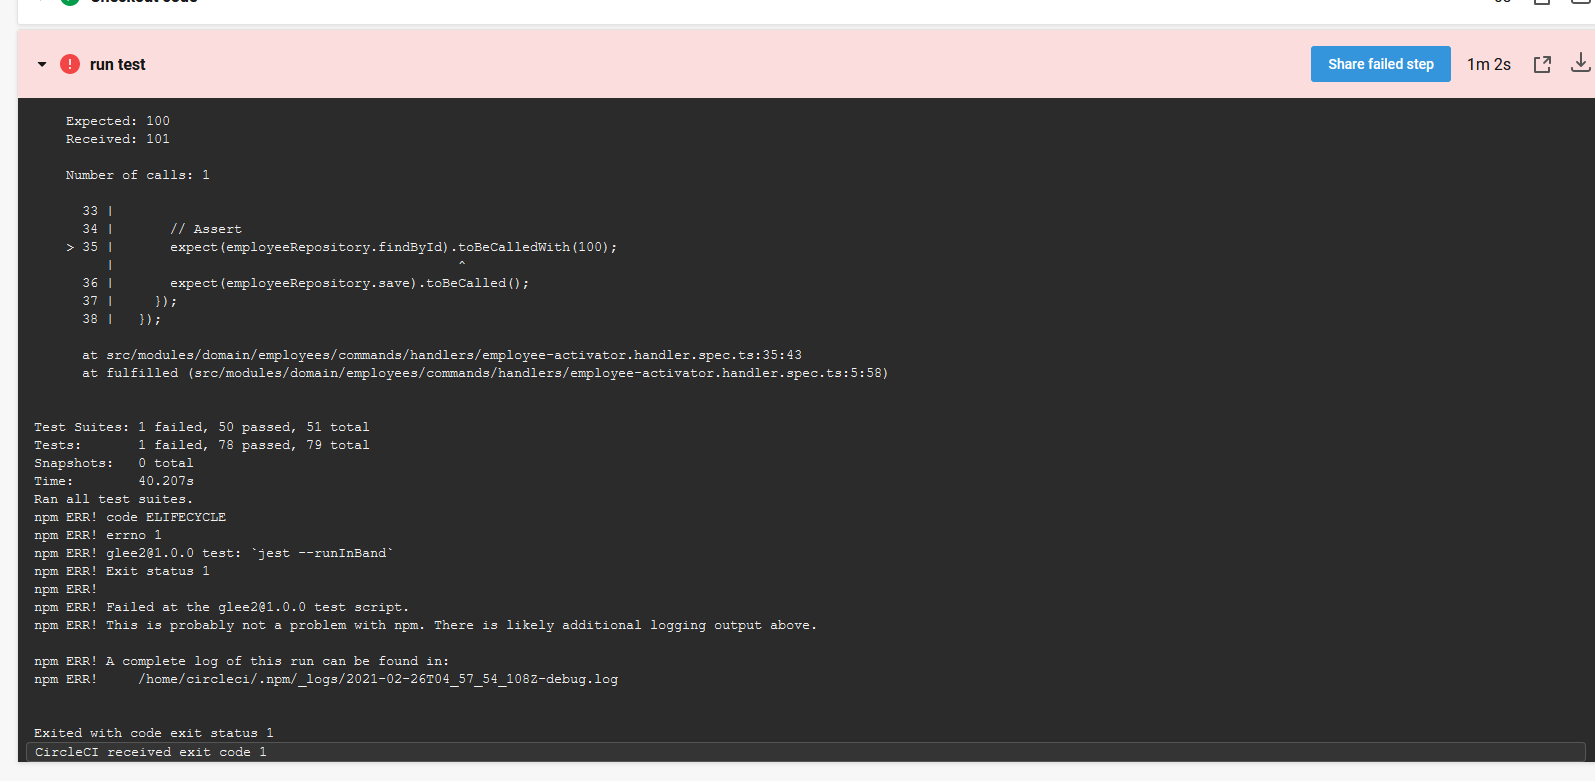 Checkout code
run test
Share failed step
1m 2s
Expected: 100
Received: 101
Number of calls: 1
33 |
34 |       // Assert
> 35 |       expect(employeeRepository.findById).toBeCalledWith(100);
|                                            ^
36 |       expect(employeeRepository.save).toBeCalled();
37 |     });
38 |   });
at src/modules/domain/employees/commands/handlers/employee-activator.handler.spec.ts:35:43
at fulfilled (src/modules/domain/employees/commands/handlers/employee-activator.handler.spec.ts:5:58)
Test Suites: 1 failed, 50 passed, 51 total
Tests:       1 failed, 78 passed, 79 total
Snapshots:   0 total
Time:        40.207s
Ran all test suites.
npm ERR! code ELIFECYCLE
npm ERR! errno 1
npm ERR! glee2@1.0.0 test: `jest --runInBand`
npm ERR! Exit status 1
npm ERR!
npm ERR! Failed at the glee2@1.0.0 test script.
npm ERR! This is probably not a problem with npm. There is likely additional logging output above.
npm ERR! A complete log of this run can be found in:
npm ERR!     /home/circleci/.npm/_logs/2021-02-26T04_57_54_108Z-debug.log
Exited with code exit status 1
CircleCI received exit code 1